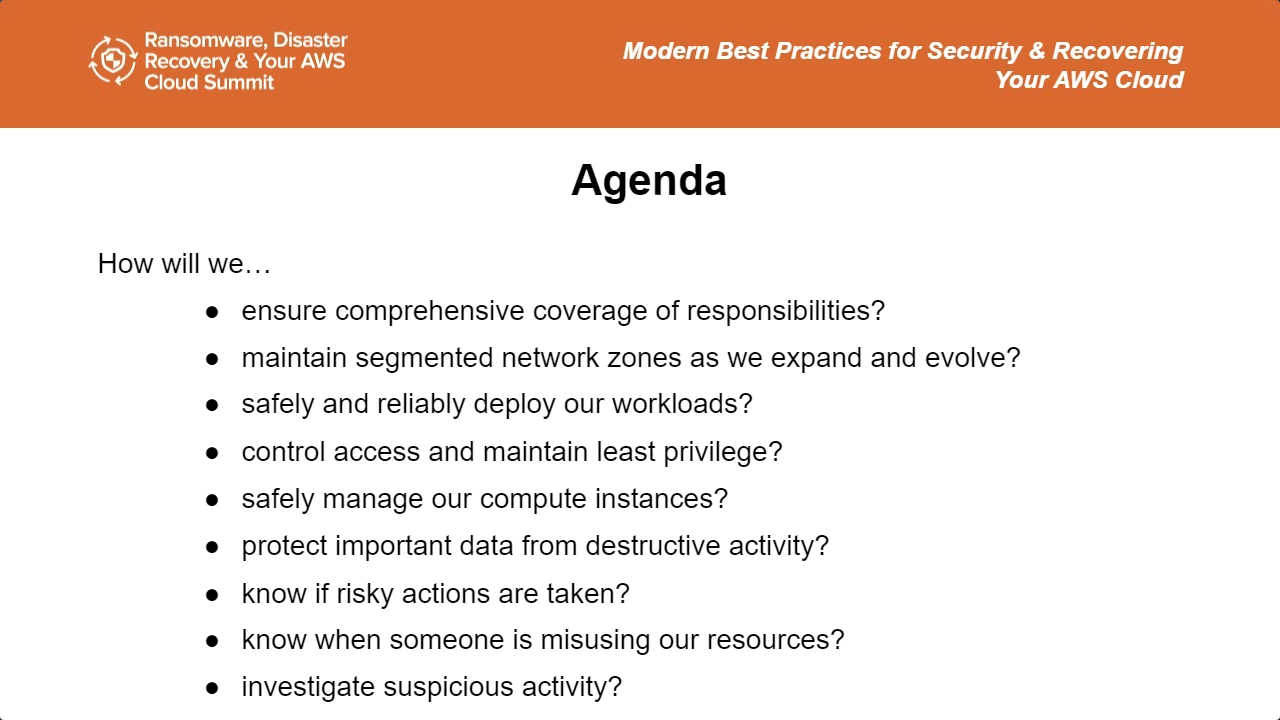 Ransomware, Disaster
Recovery & Your AWS
Cloud Summit
Modern Best Practices for Security & Recovering
Your AWS Cloud
Agenda
How will we…
● ensure comprehensive coverage of responsibilities?
● maintain segmented network zones as we expand and evolve?
● safely and reliably deploy our workloads?
● control access and maintain least privilege?
● safely manage our compute instances?
● protect important data from destructive activity?
● know if risky actions are taken?
● know when someone is misusing our resources?
● investigate suspicious activity?